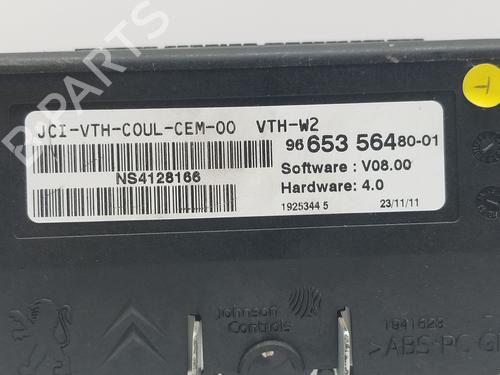 B-PARTS
T
JCI-VTH-COUL-CEM-00 VTH-W2
96 653 564 80-01
Software : V08.00
NS4128166
Hardware: 4.0
1925344 5 23/11/11
Johnson
Controls
1941623
>ABS-PC-G